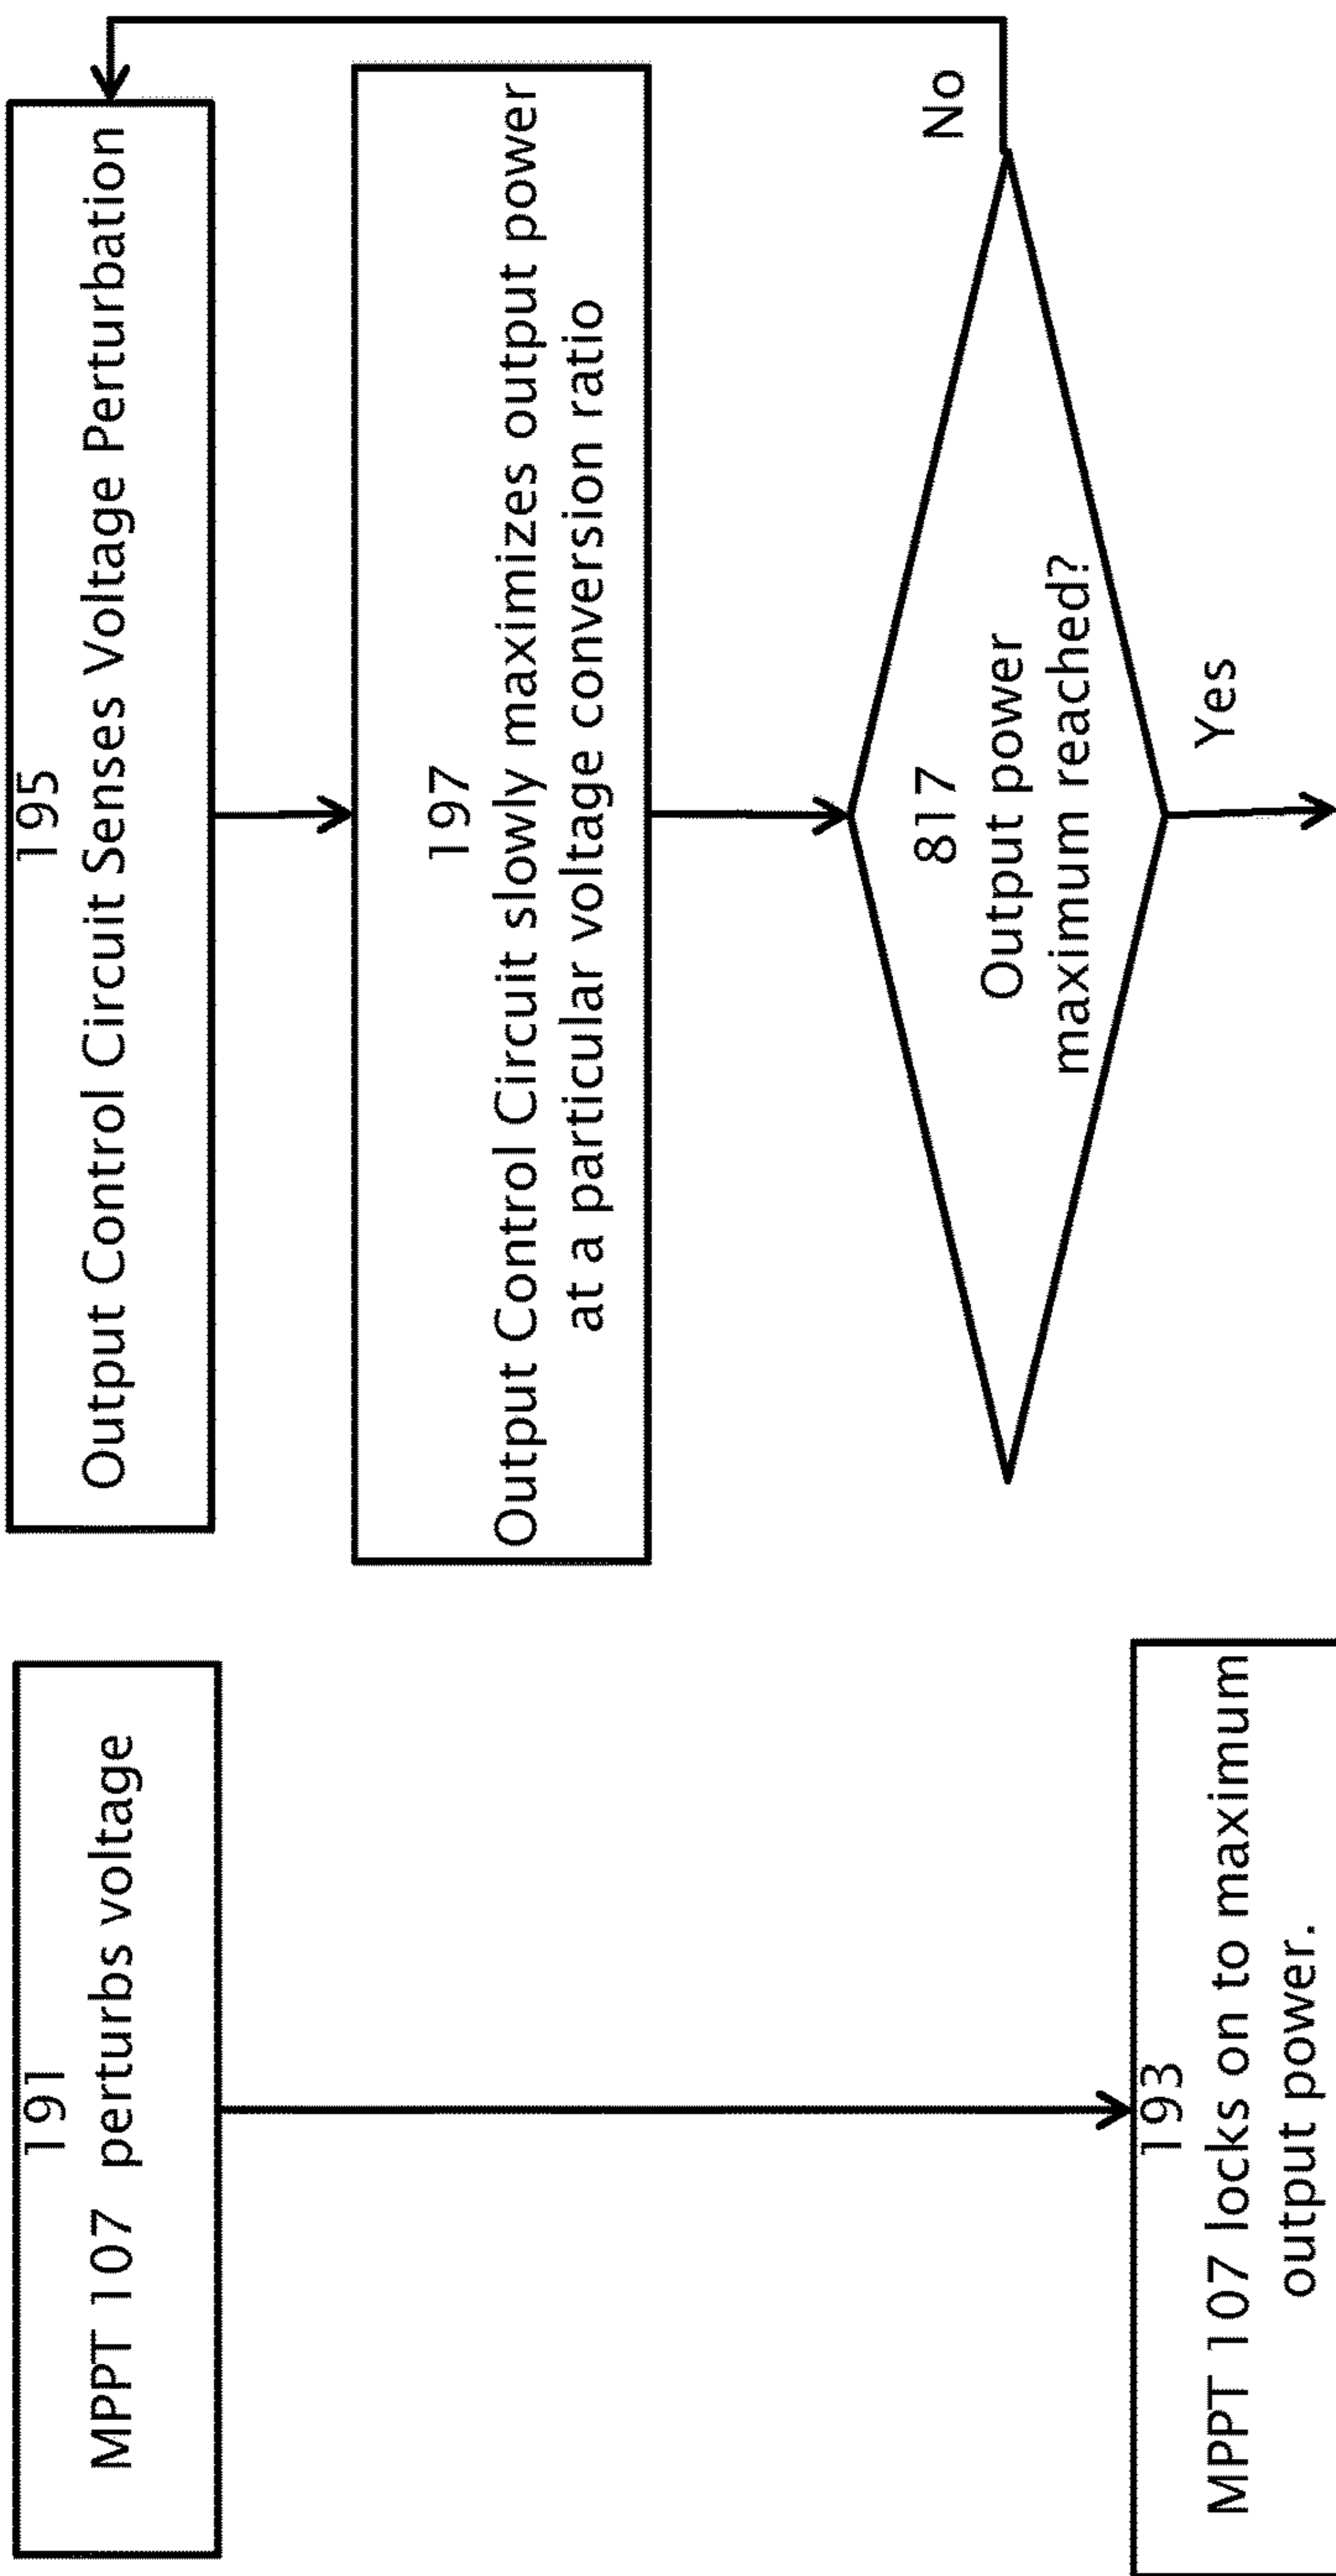 191
MPPT 107 perturbs voltage
193
MPPT 107 locks on to maximum
output power.
195
Output Control Circuit Senses Voltage Perturbation
197
Output Control Circuit slowly maximizes output power
at a particular voltage conversion ratio
817
Output power
maximum reached?
No
Yes